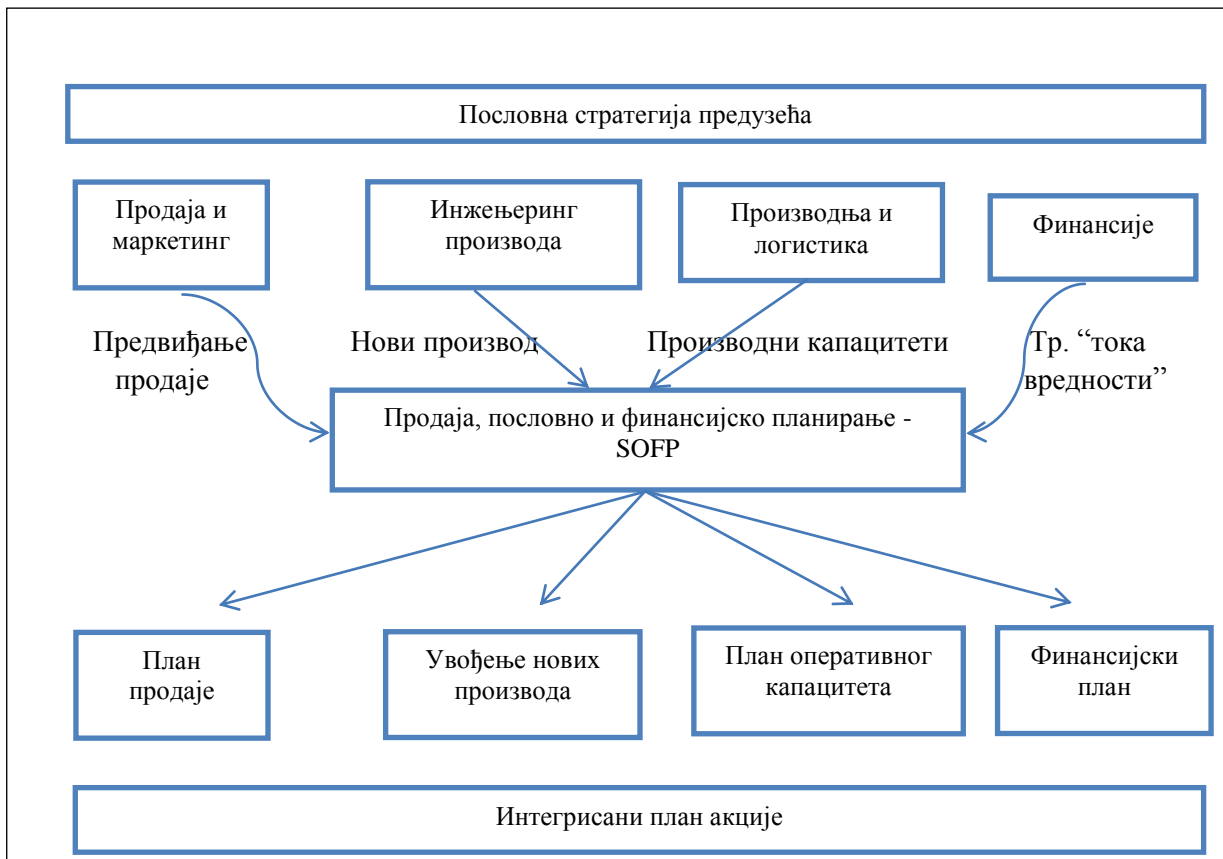 Пословна стратегија предузећа
Продаја и
маркетинг
Инжењеринг
производа
Производња и
логистика
Финансије
Предвиђање
продаје
Нови производ
Производни капацитети
Тр. “тока
вредности”
Продаја, пословно и финансијско планирање -
SOFP
План
продаје
Увођење нових
производа
План оперативног
капацитета
Финансијски
план
Интегрисани план акције